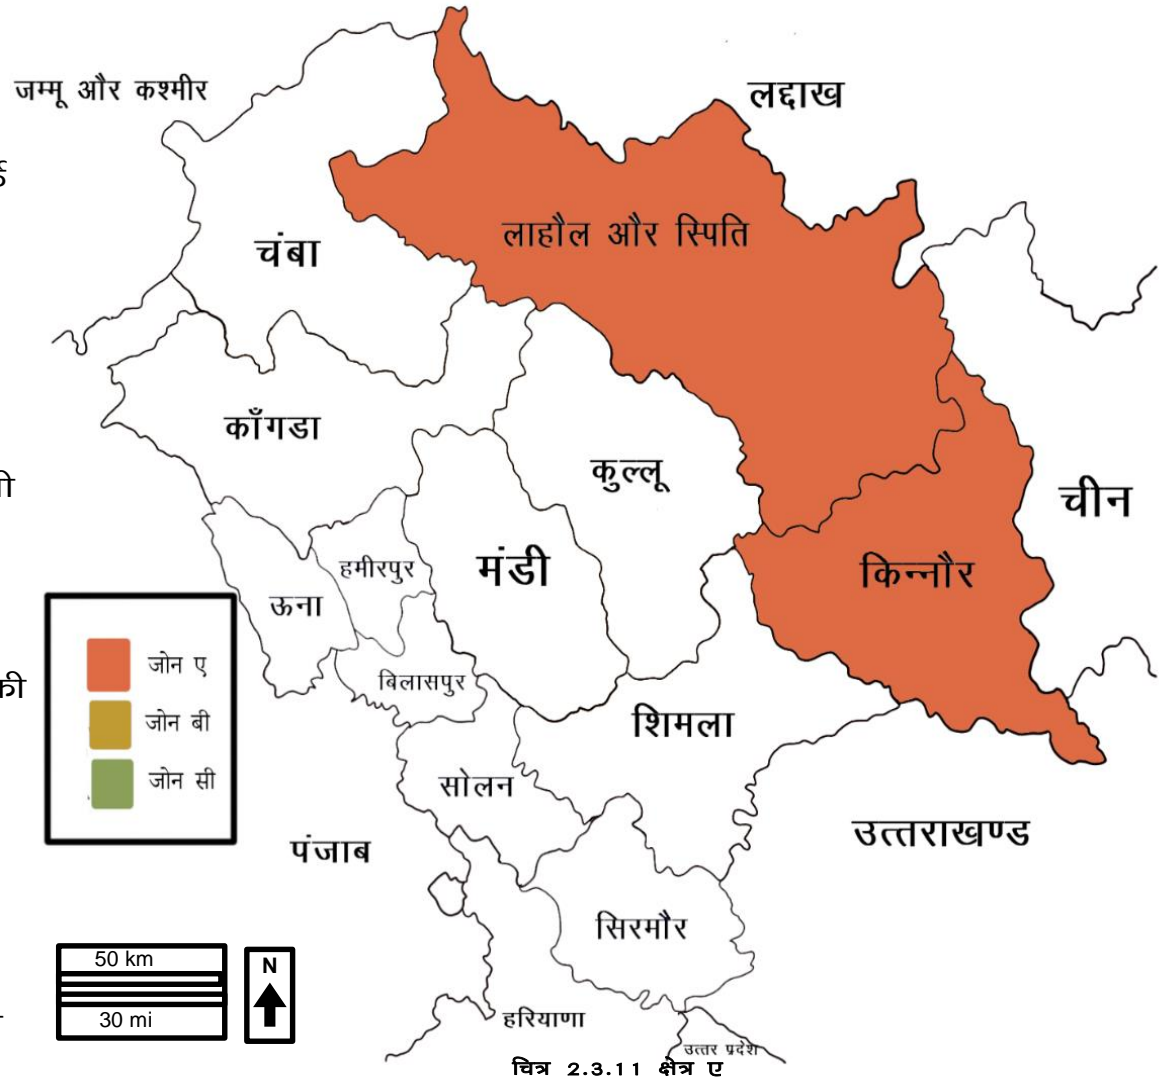 जम्मू और कश्मीर
लद्दाख
लाहौल और स्पिति
चंबा
काँगडा
कुल्लू
चीन
मंडी
हमीरपुर
किन्नौर
ऊना
बिलासपुर
शिमला
सोलन
जोन ए
जोन बी
जोन सी
पंजाब
उत्तराखण्ड
सिरमौर
50 km
30 mi
N
हरियाणा
उत्तर प्रदेश
चित्र 2.3.11 क्षेत्र ए